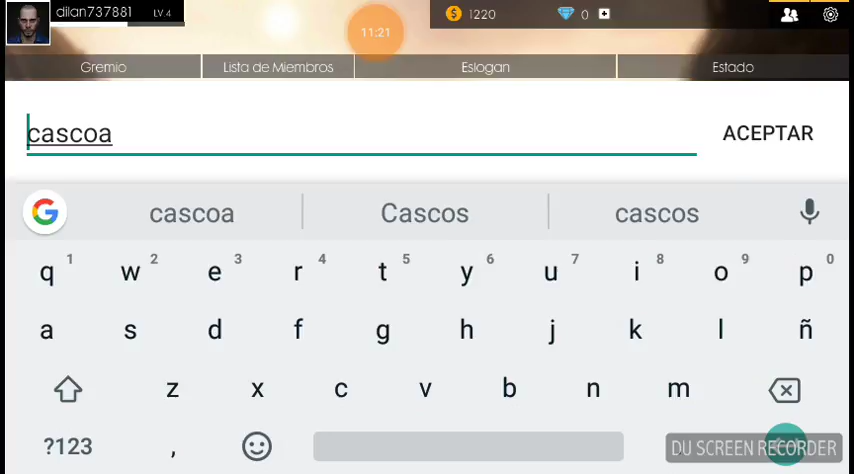 dilan737881 LV.4
11:21
1220
0
Gremio Lista de Miembros Eslogan Estado
cascoa ACEPTAR
cascoa Cascos cascos
q 1 w 2 e 3 r 4 t 5 y 6 u 7 i 8 o 9 p 0
a s d f g h j k l ñ
z x c v b n m
?123 ,
DU SCREEN RECORDER